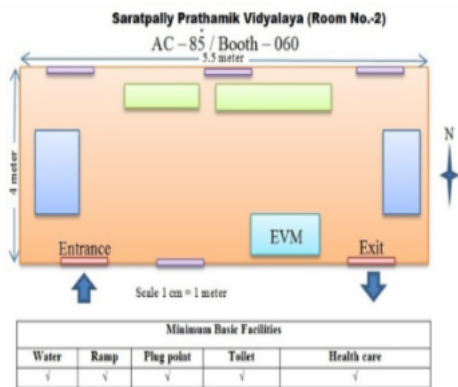 Saratpally Prathamik Vidyalaya (Room No.-2)
AC – 85 / Booth – 060
5.5 meter
4 meter
N
EVM
Entrance
Exit
Scale 1 cm = 1 meter
Minimum Basic Facilities
Water Ramp Plug point Toilet Health care
√ √ √ √ √